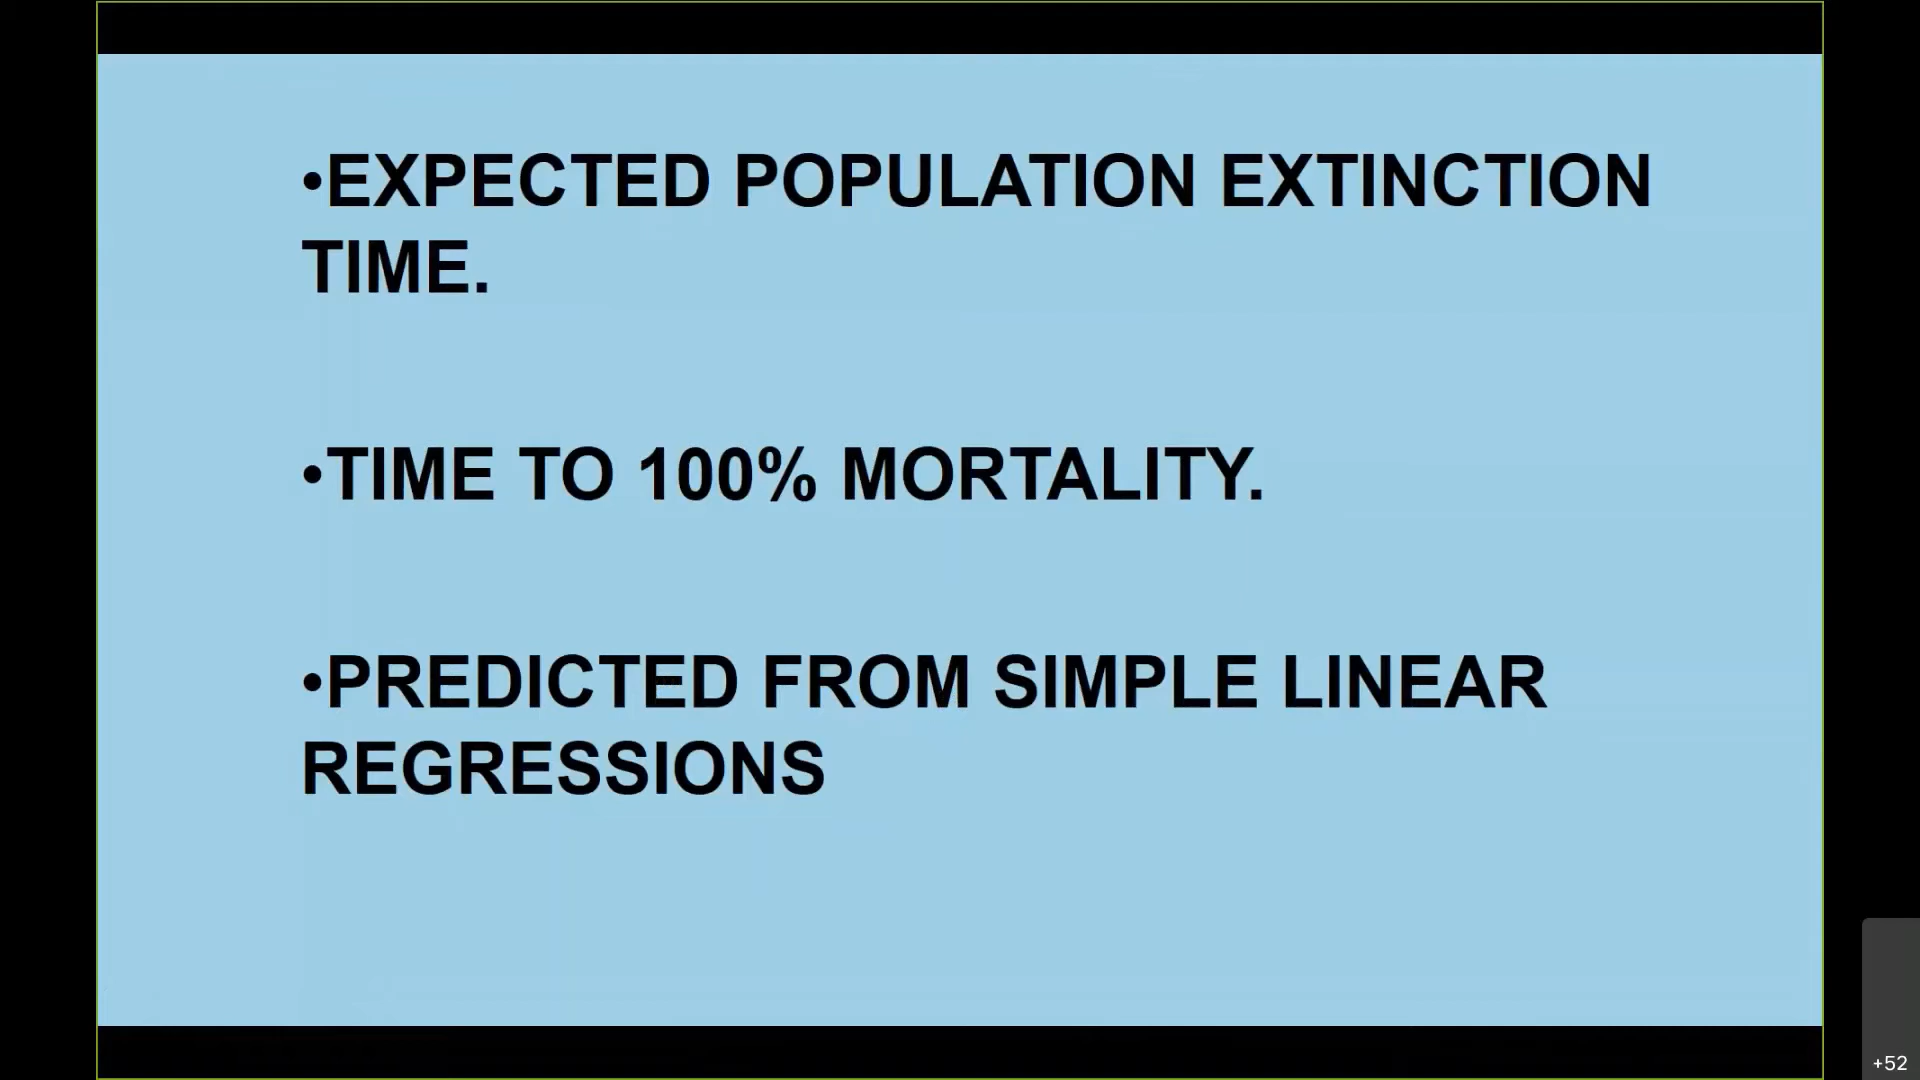 •EXPECTED POPULATION EXTINCTION
TIME.
•TIME TO 100% MORTALITY.
•PREDICTED FROM SIMPLE LINEAR
REGRESSIONS
+52